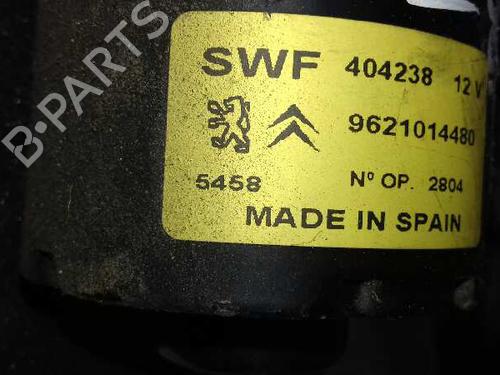 B-PARTS
SWF 404238 12 V
9621014480
5458 Nº OP. 2804
MADE IN SPAIN